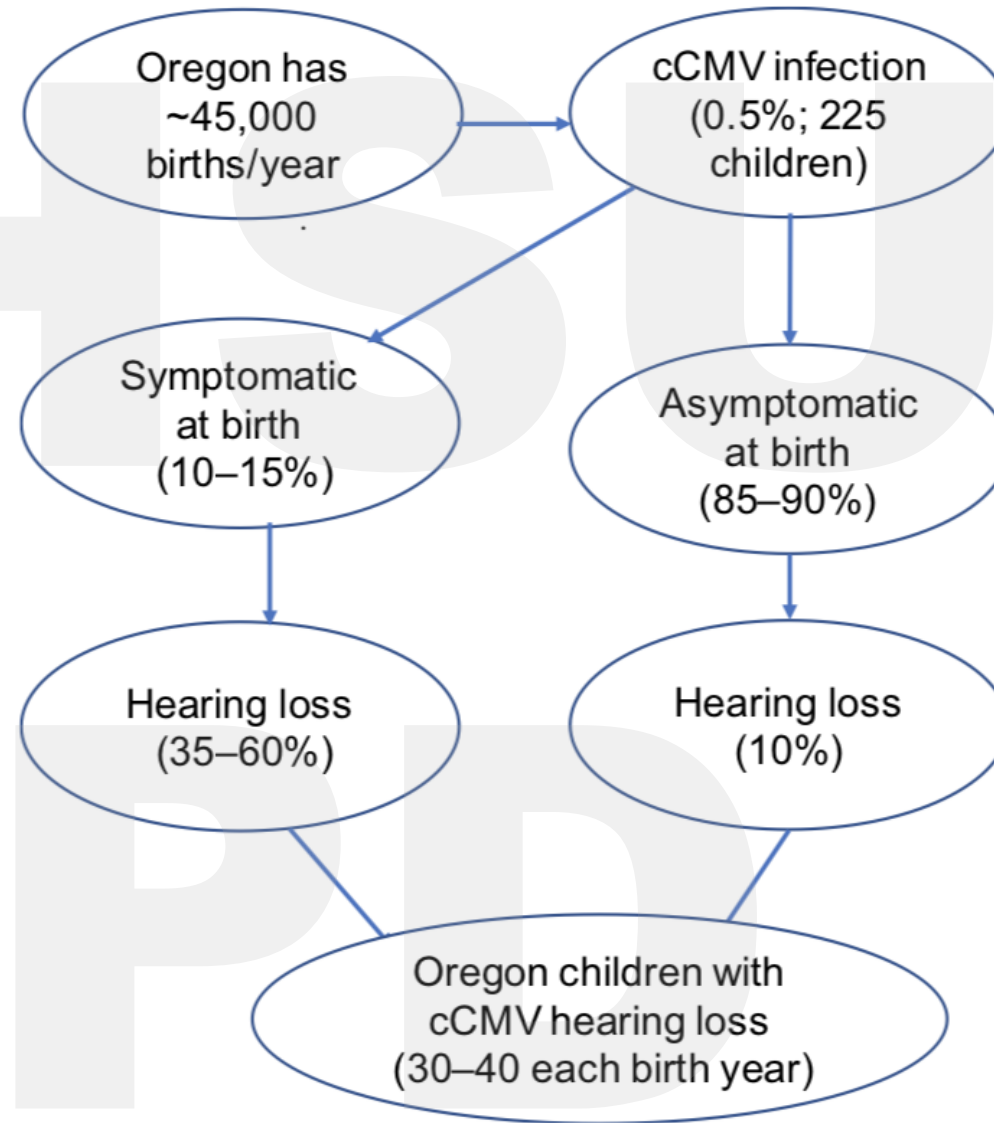 Oregon has
~45,000
births/year
cCMV infection
(0.5%; 225
children)
Symptomatic
at birth
(10–15%)
Asymptomatic
at birth
(85–90%)
Hearing loss
(35–60%)
Hearing loss
(10%)
Oregon children with
cCMV hearing loss
(30–40 each birth year)
HSU
PD